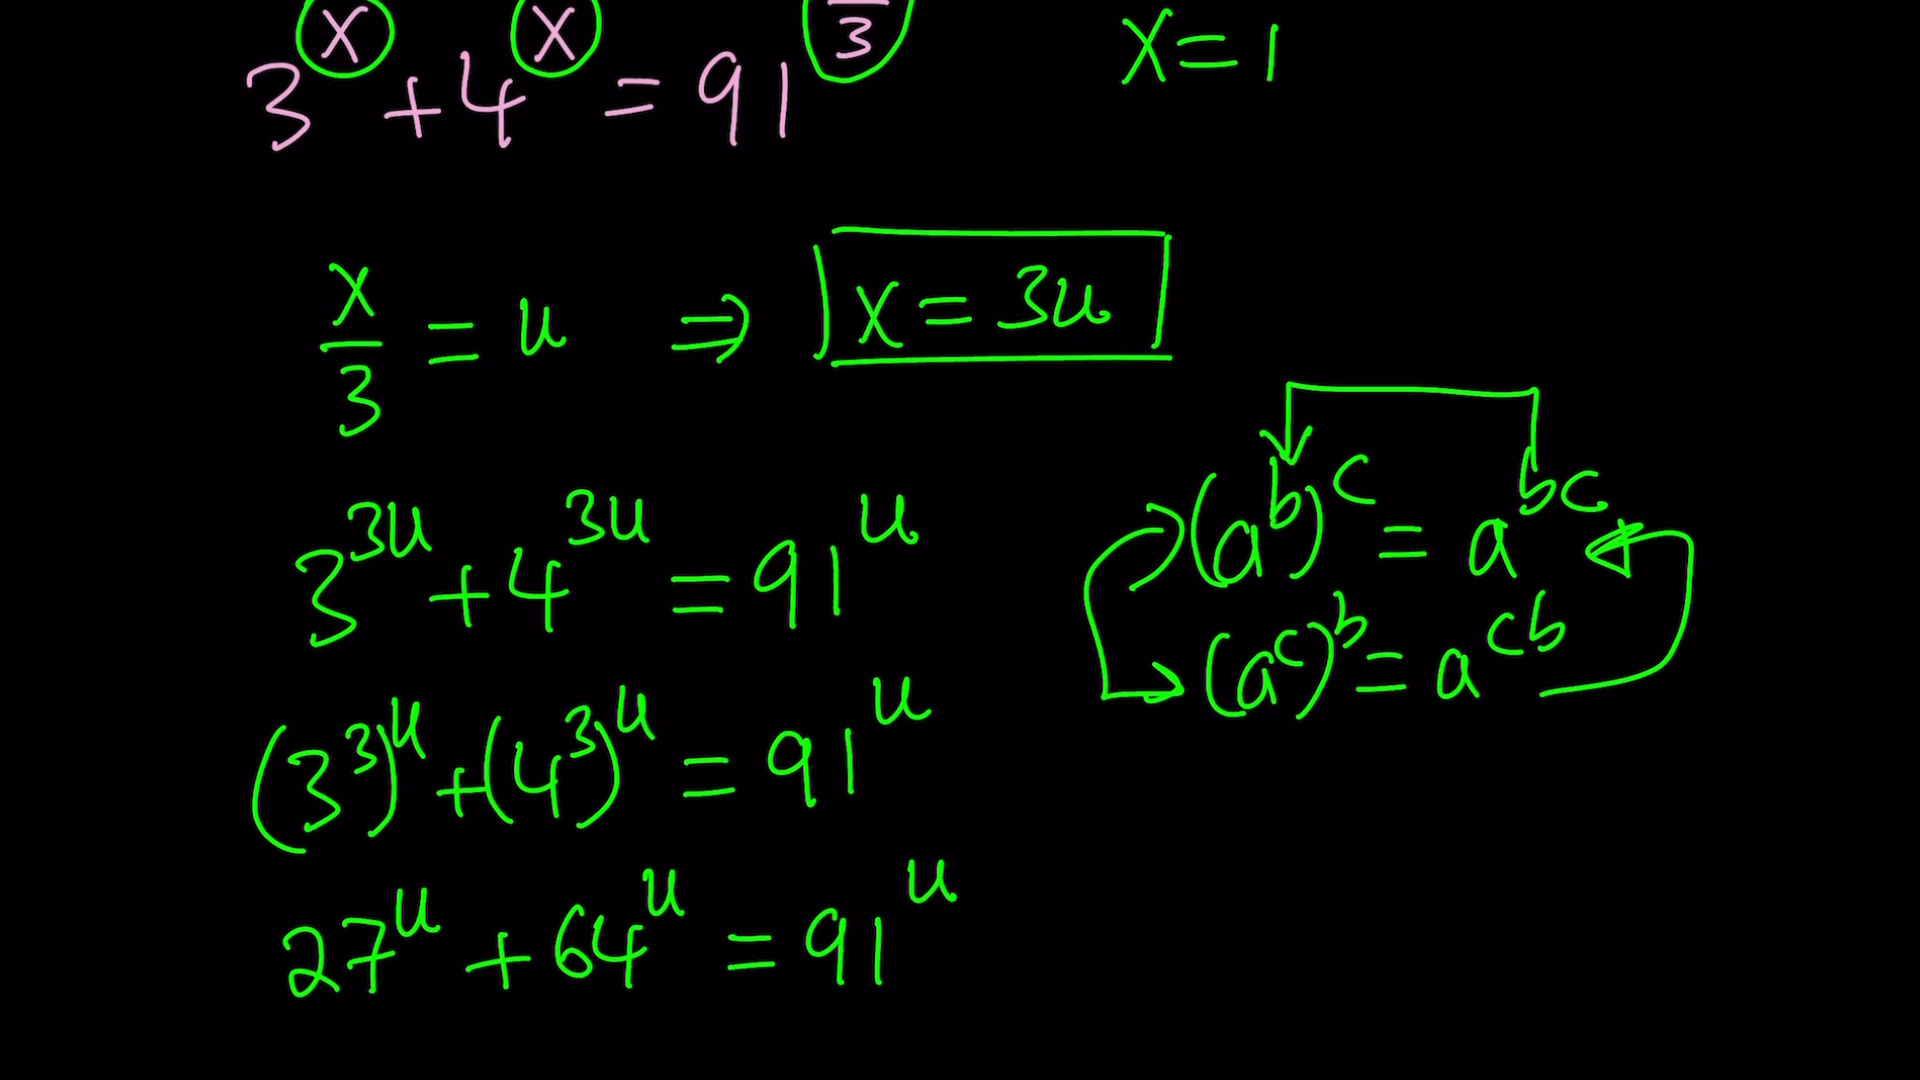 3^x + 4^x = 91^{/3}
x = 1
x/3 = u ⇒ x = 3u
3^{3u} + 4^{3u} = 91^u
(a^b)^c = a^{bc}
(a^c)^b = a^{cb}
(3^3)^u + (4^3)^u = 91^u
27^u + 64^u = 91^u